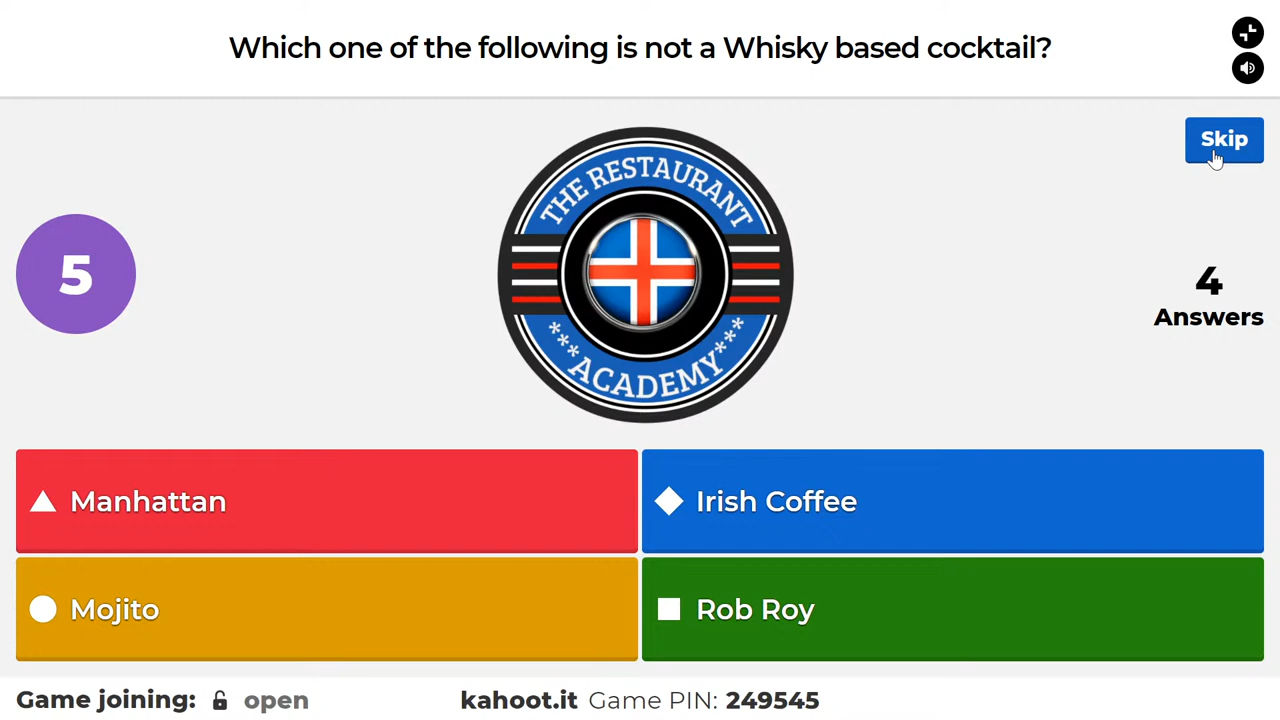 Which one of the following is not a Whisky based cocktail?
Skip
THE RESTAURANT
***ACADEMY***
5
4
Answers
Manhattan
Irish Coffee
Mojito
Rob Roy
Game joining: open
kahoot.it Game PIN: 249545